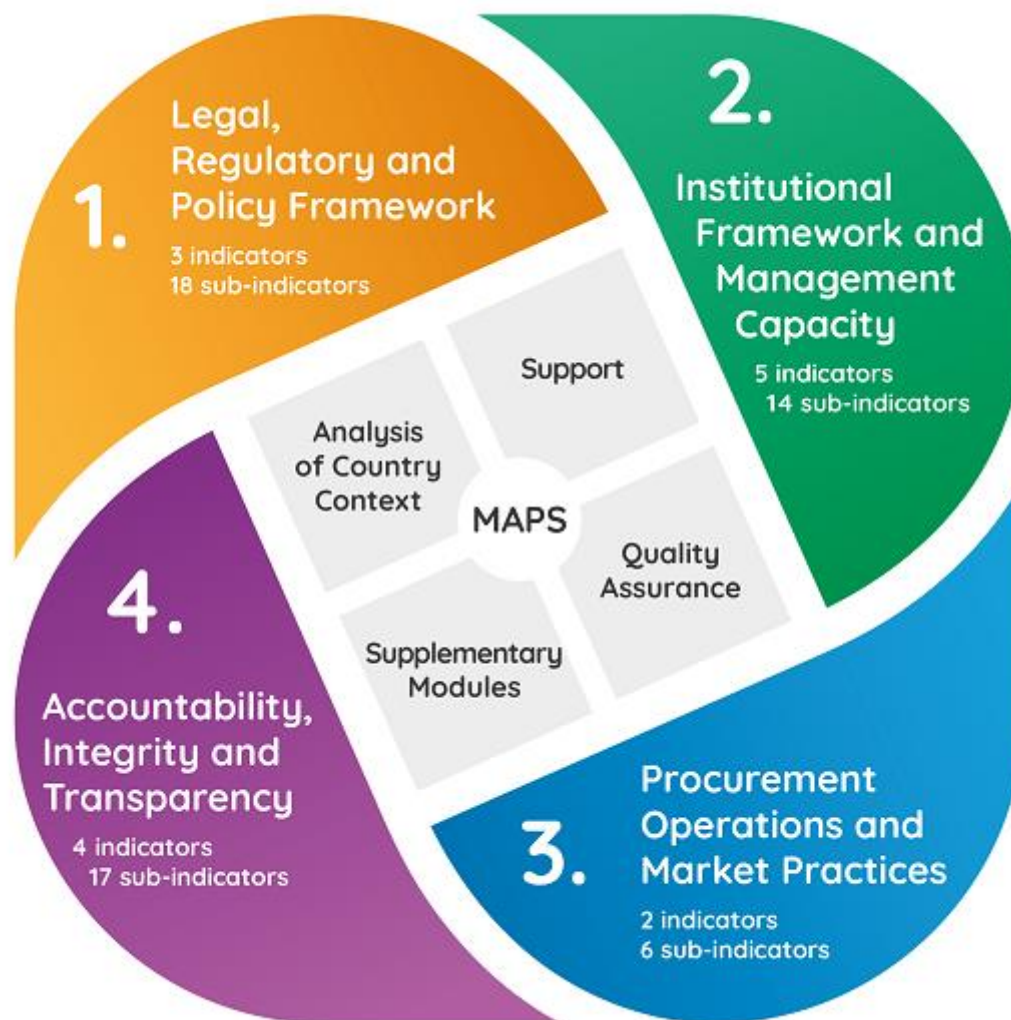 1.
Legal,
Regulatory and
Policy Framework
3 indicators
18 sub-indicators
2.
Institutional
Framework and
Management
Capacity
5 indicators
14 sub-indicators
Support
Analysis
of Country
Context
MAPS
Quality
Assurance
Supplementary
Modules
4.
Accountability,
Integrity and
Transparency
4 indicators
17 sub-indicators
3.
Procurement
Operations and
Market Practices
2 indicators
6 sub-indicators